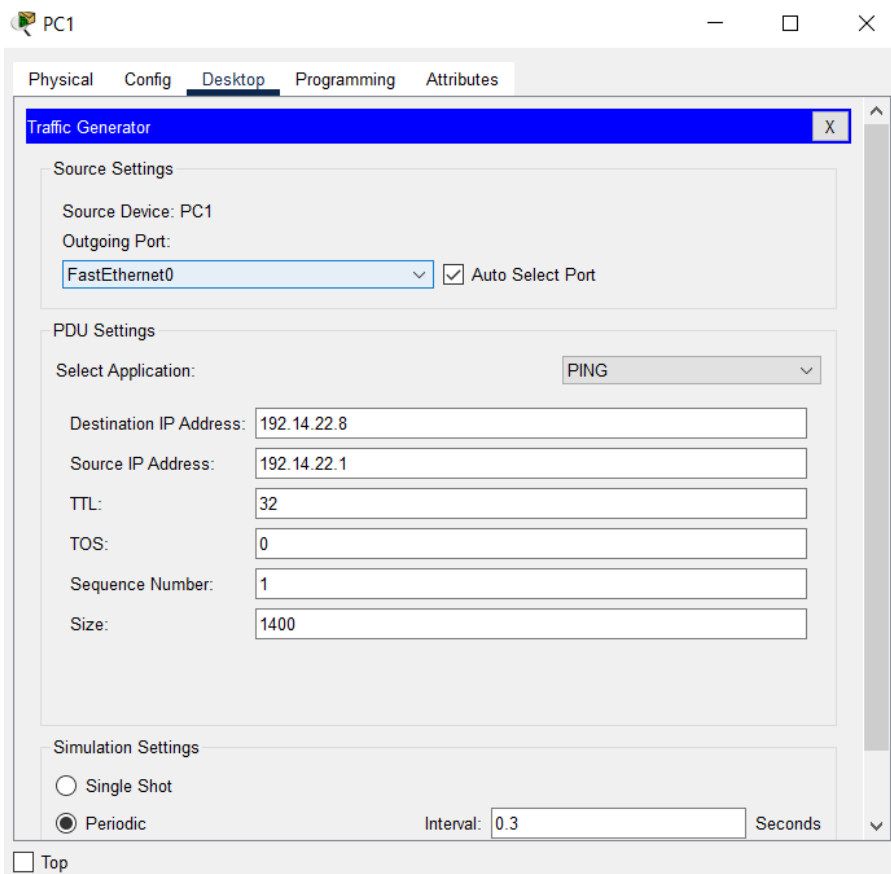 PC1
Physical Config Desktop Programming Attributes
Traffic Generator X
Source Settings
Source Device: PC1
Outgoing Port:
FastEthernet0 Auto Select Port
PDU Settings
Select Application: PING
Destination IP Address: 192.14.22.8
Source IP Address: 192.14.22.1
TTL: 32
TOS: 0
Sequence Number: 1
Size: 1400
Simulation Settings
Single Shot
Periodic Interval: 0.3 Seconds
Top